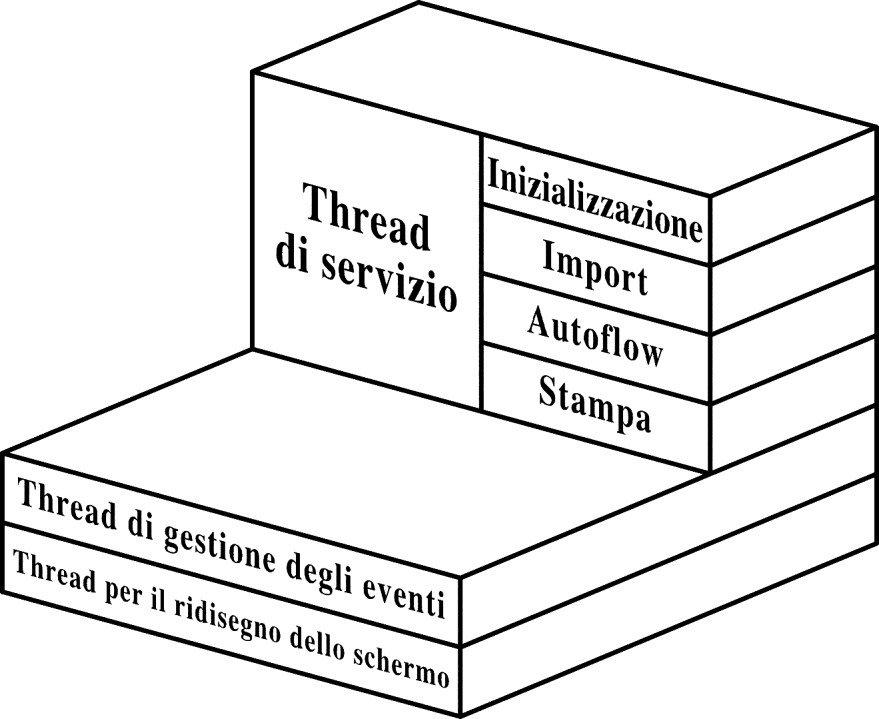 Thread
di servizio
Inizializzazione
Import
Autoflow
Stampa
Thread di gestione degli eventi
Thread per il ridisegno dello schermo